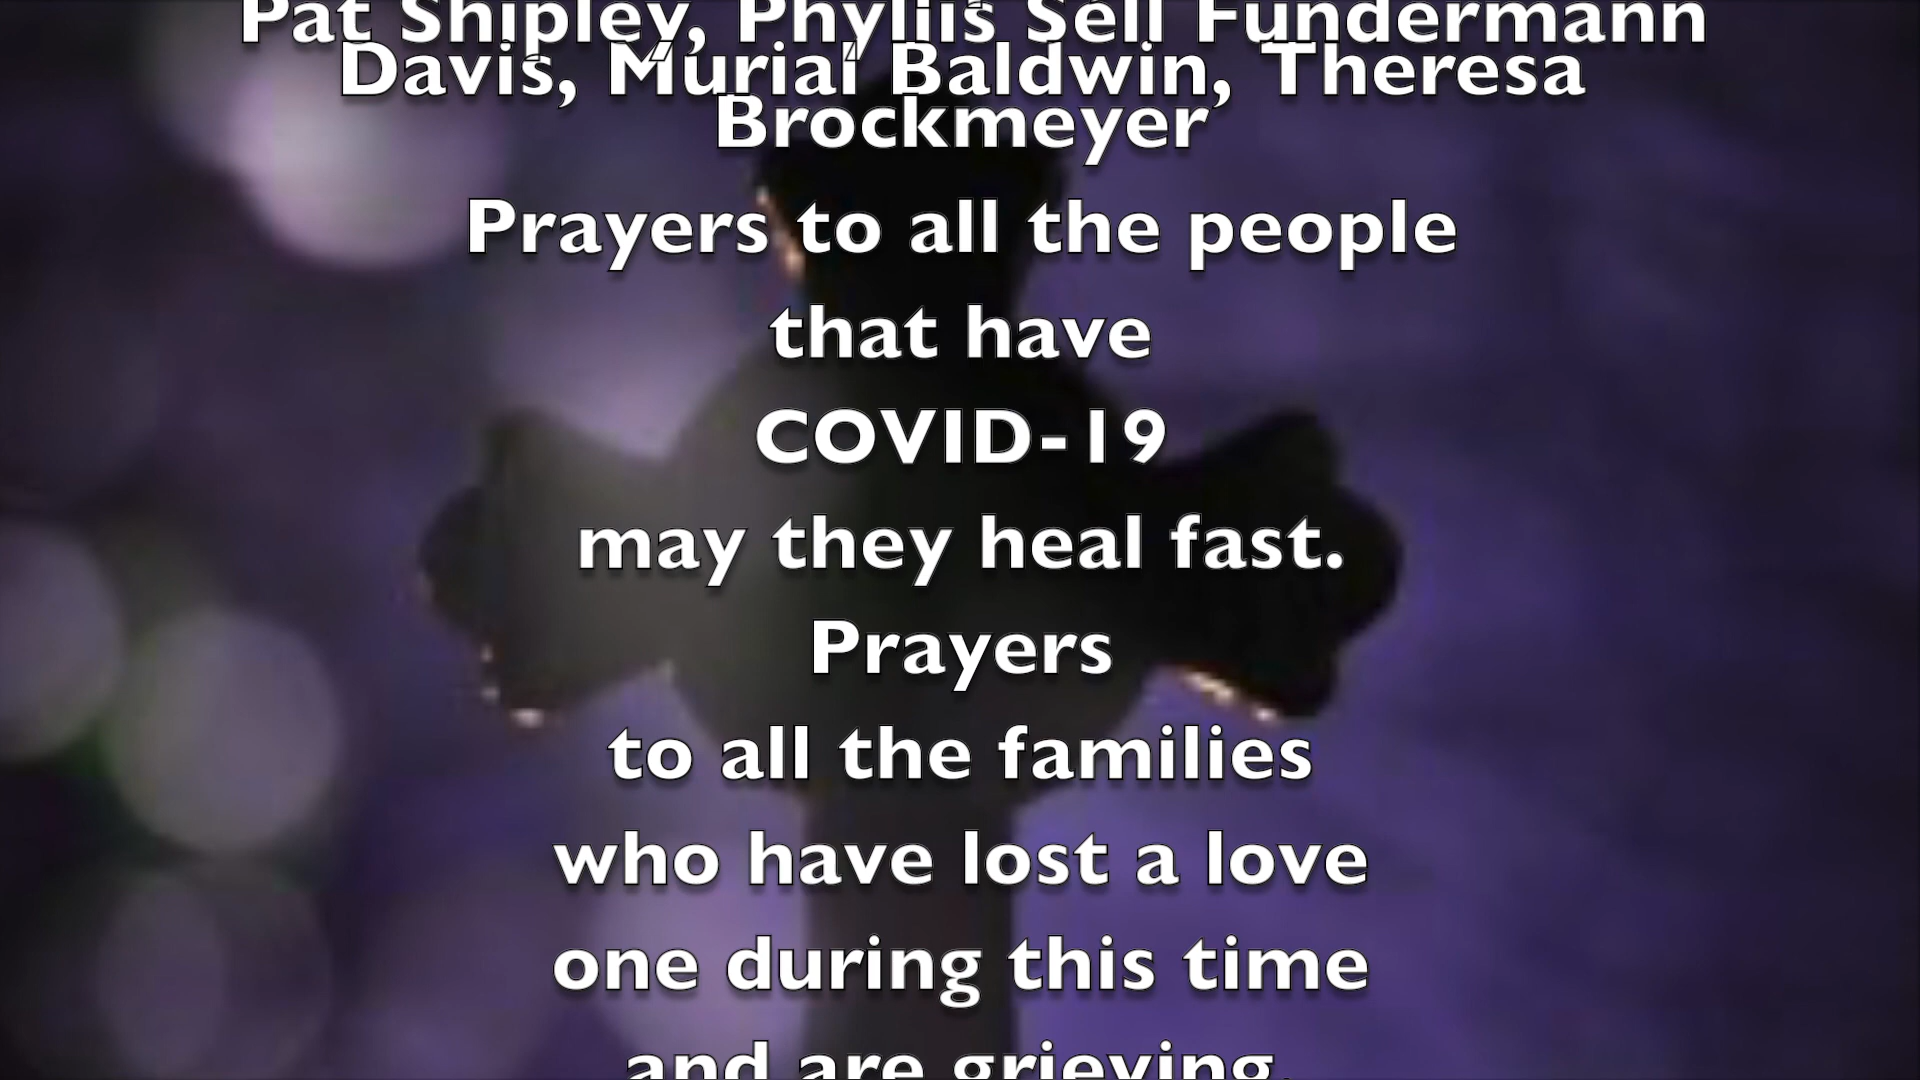 Pat Shipley, Phyllis Sell Fundermann
Davis, Murial Baldwin, Theresa
Brockmeyer
Prayers to all the people
that have
COVID-19
may they heal fast.
Prayers
to all the families
who have lost a love
one during this time
and are grieving.